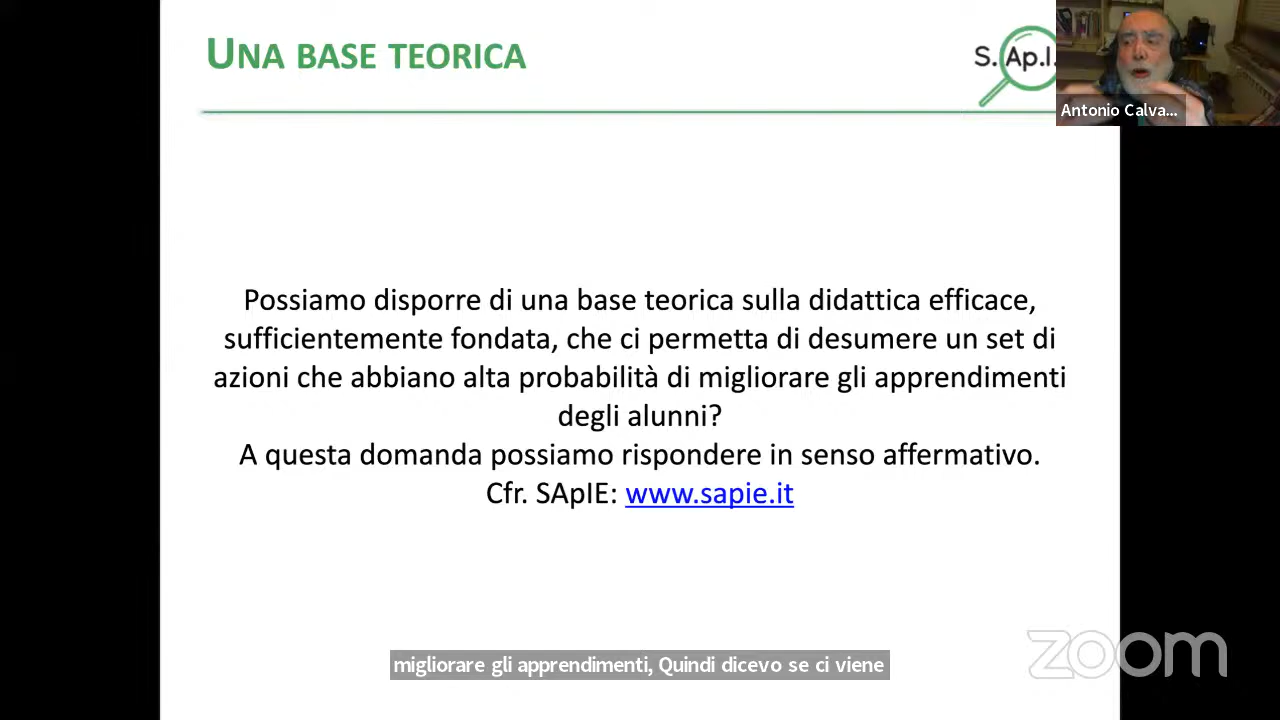 UNA BASE TEORICA
S.Ap.I.
Antonio Calva...
Possiamo disporre di una base teorica sulla didattica efficace,
sufficientemente fondata, che ci permetta di desumere un set di
azioni che abbiano alta probabilità di migliorare gli apprendimenti
degli alunni?
A questa domanda possiamo rispondere in senso affermativo.
Cfr. SApIE: www.sapie.it
migliorare gli apprendimenti, Quindi dicevo se ci viene
zoom